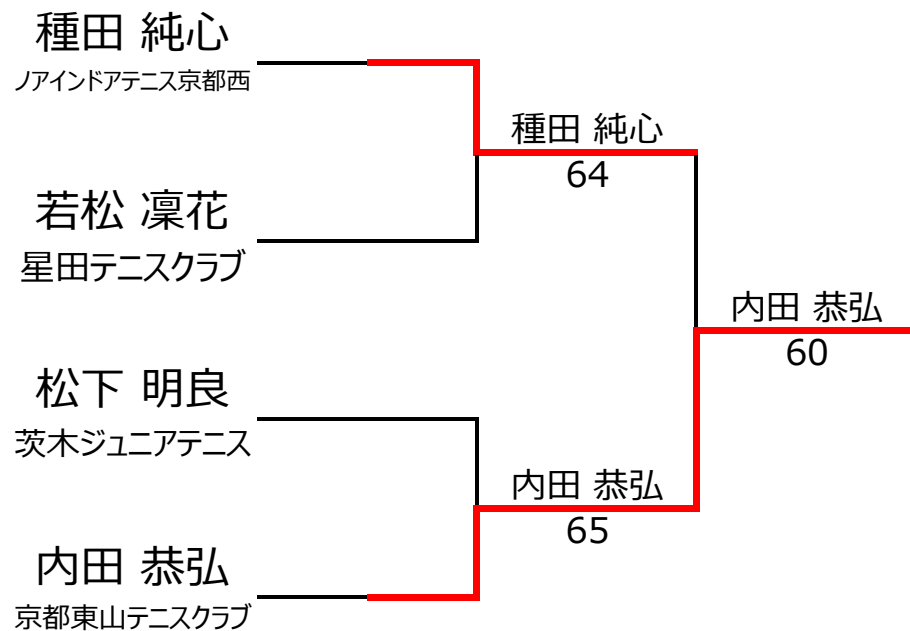 種田 純心
ノアインドアテニス京都西
種田 純心
64
若松 凜花
星田テニスクラブ
内田 恭弘
60
松下 明良
茨木ジュニアテニス
内田 恭弘
65
内田 恭弘
京都東山テニスクラブ